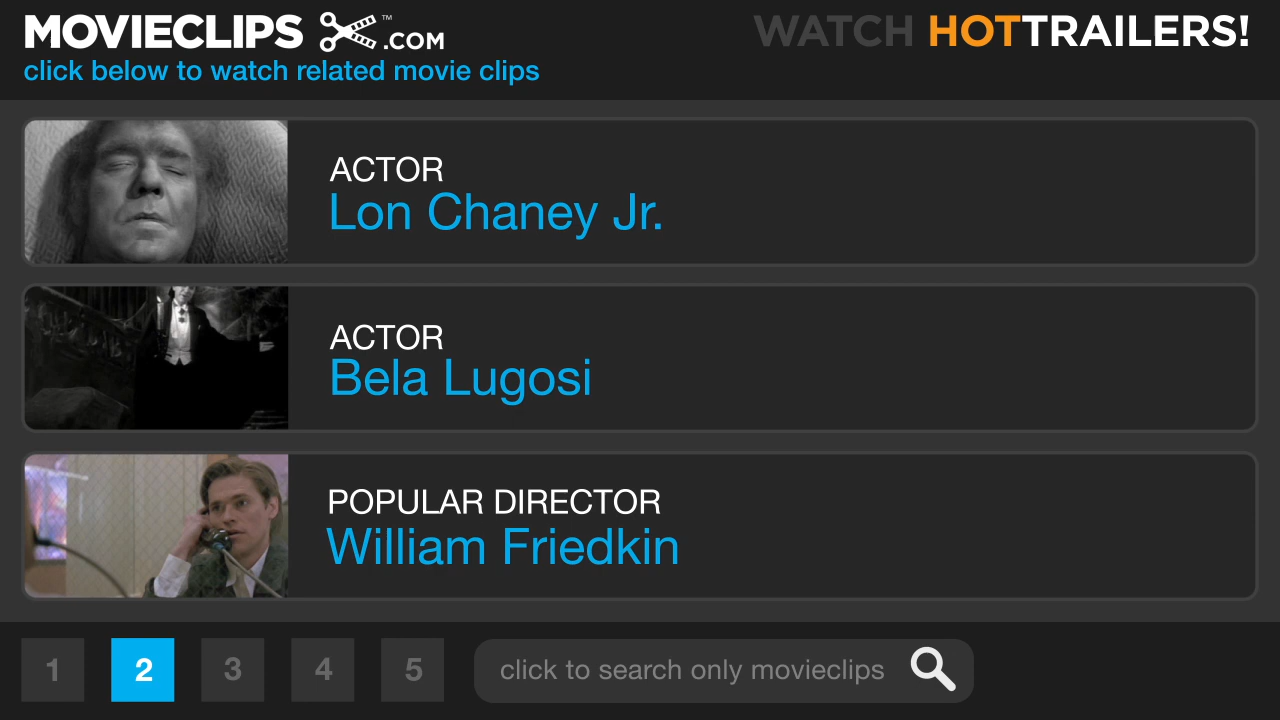 MOVIECLIPS ™ .COM
WATCH HOTTRAILERS!
click below to watch related movie clips
ACTOR
Lon Chaney Jr.
ACTOR
Bela Lugosi
POPULAR DIRECTOR
William Friedkin
1 2 3 4 5 click to search only movieclips